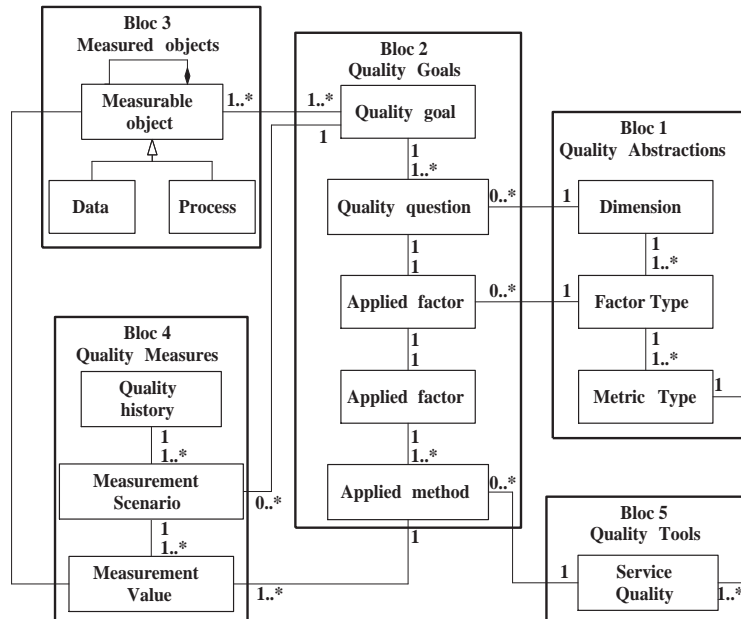 Bloc 3
Measured objects
Measurable
object
1..*
Data
Process
Bloc 2
Quality Goals
1..*
Quality goal
1
1
1..*
Quality question
0..*
1
1
Applied factor
0..*
1
1
Applied factor
1
1..*
Applied method
0..*
1
Bloc 1
Quality Abstractions
1
Dimension
1
1..*
1
Factor Type
1
1..*
Metric Type
1
Bloc 4
Quality Measures
Quality
history
1
1..*
Measurement
Scenario
0..*
1
1..*
Measurement
Value
1..*
Bloc 5
Quality Tools
1
Service
Quality
1..*